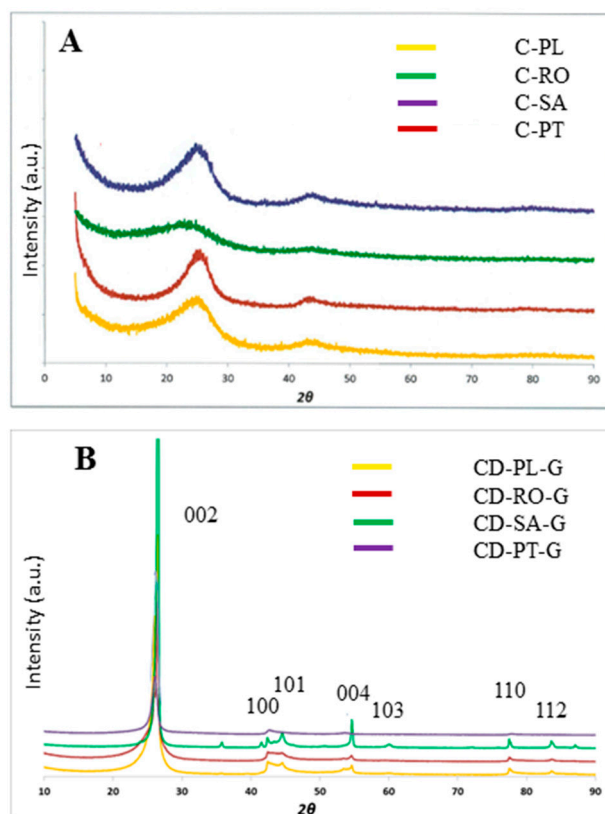 A
C-PL
C-RO
C-SA
C-PT
Intensity (a.u.)
0 10 20 30 40 50 60 70 80 90
2θ
B
CD-PL-G
CD-RO-G
CD-SA-G
CD-PT-G
002
100
101
004
103
110
112
Intensity (a.u.)
10 20 30 40 50 60 70 80 90
2θ